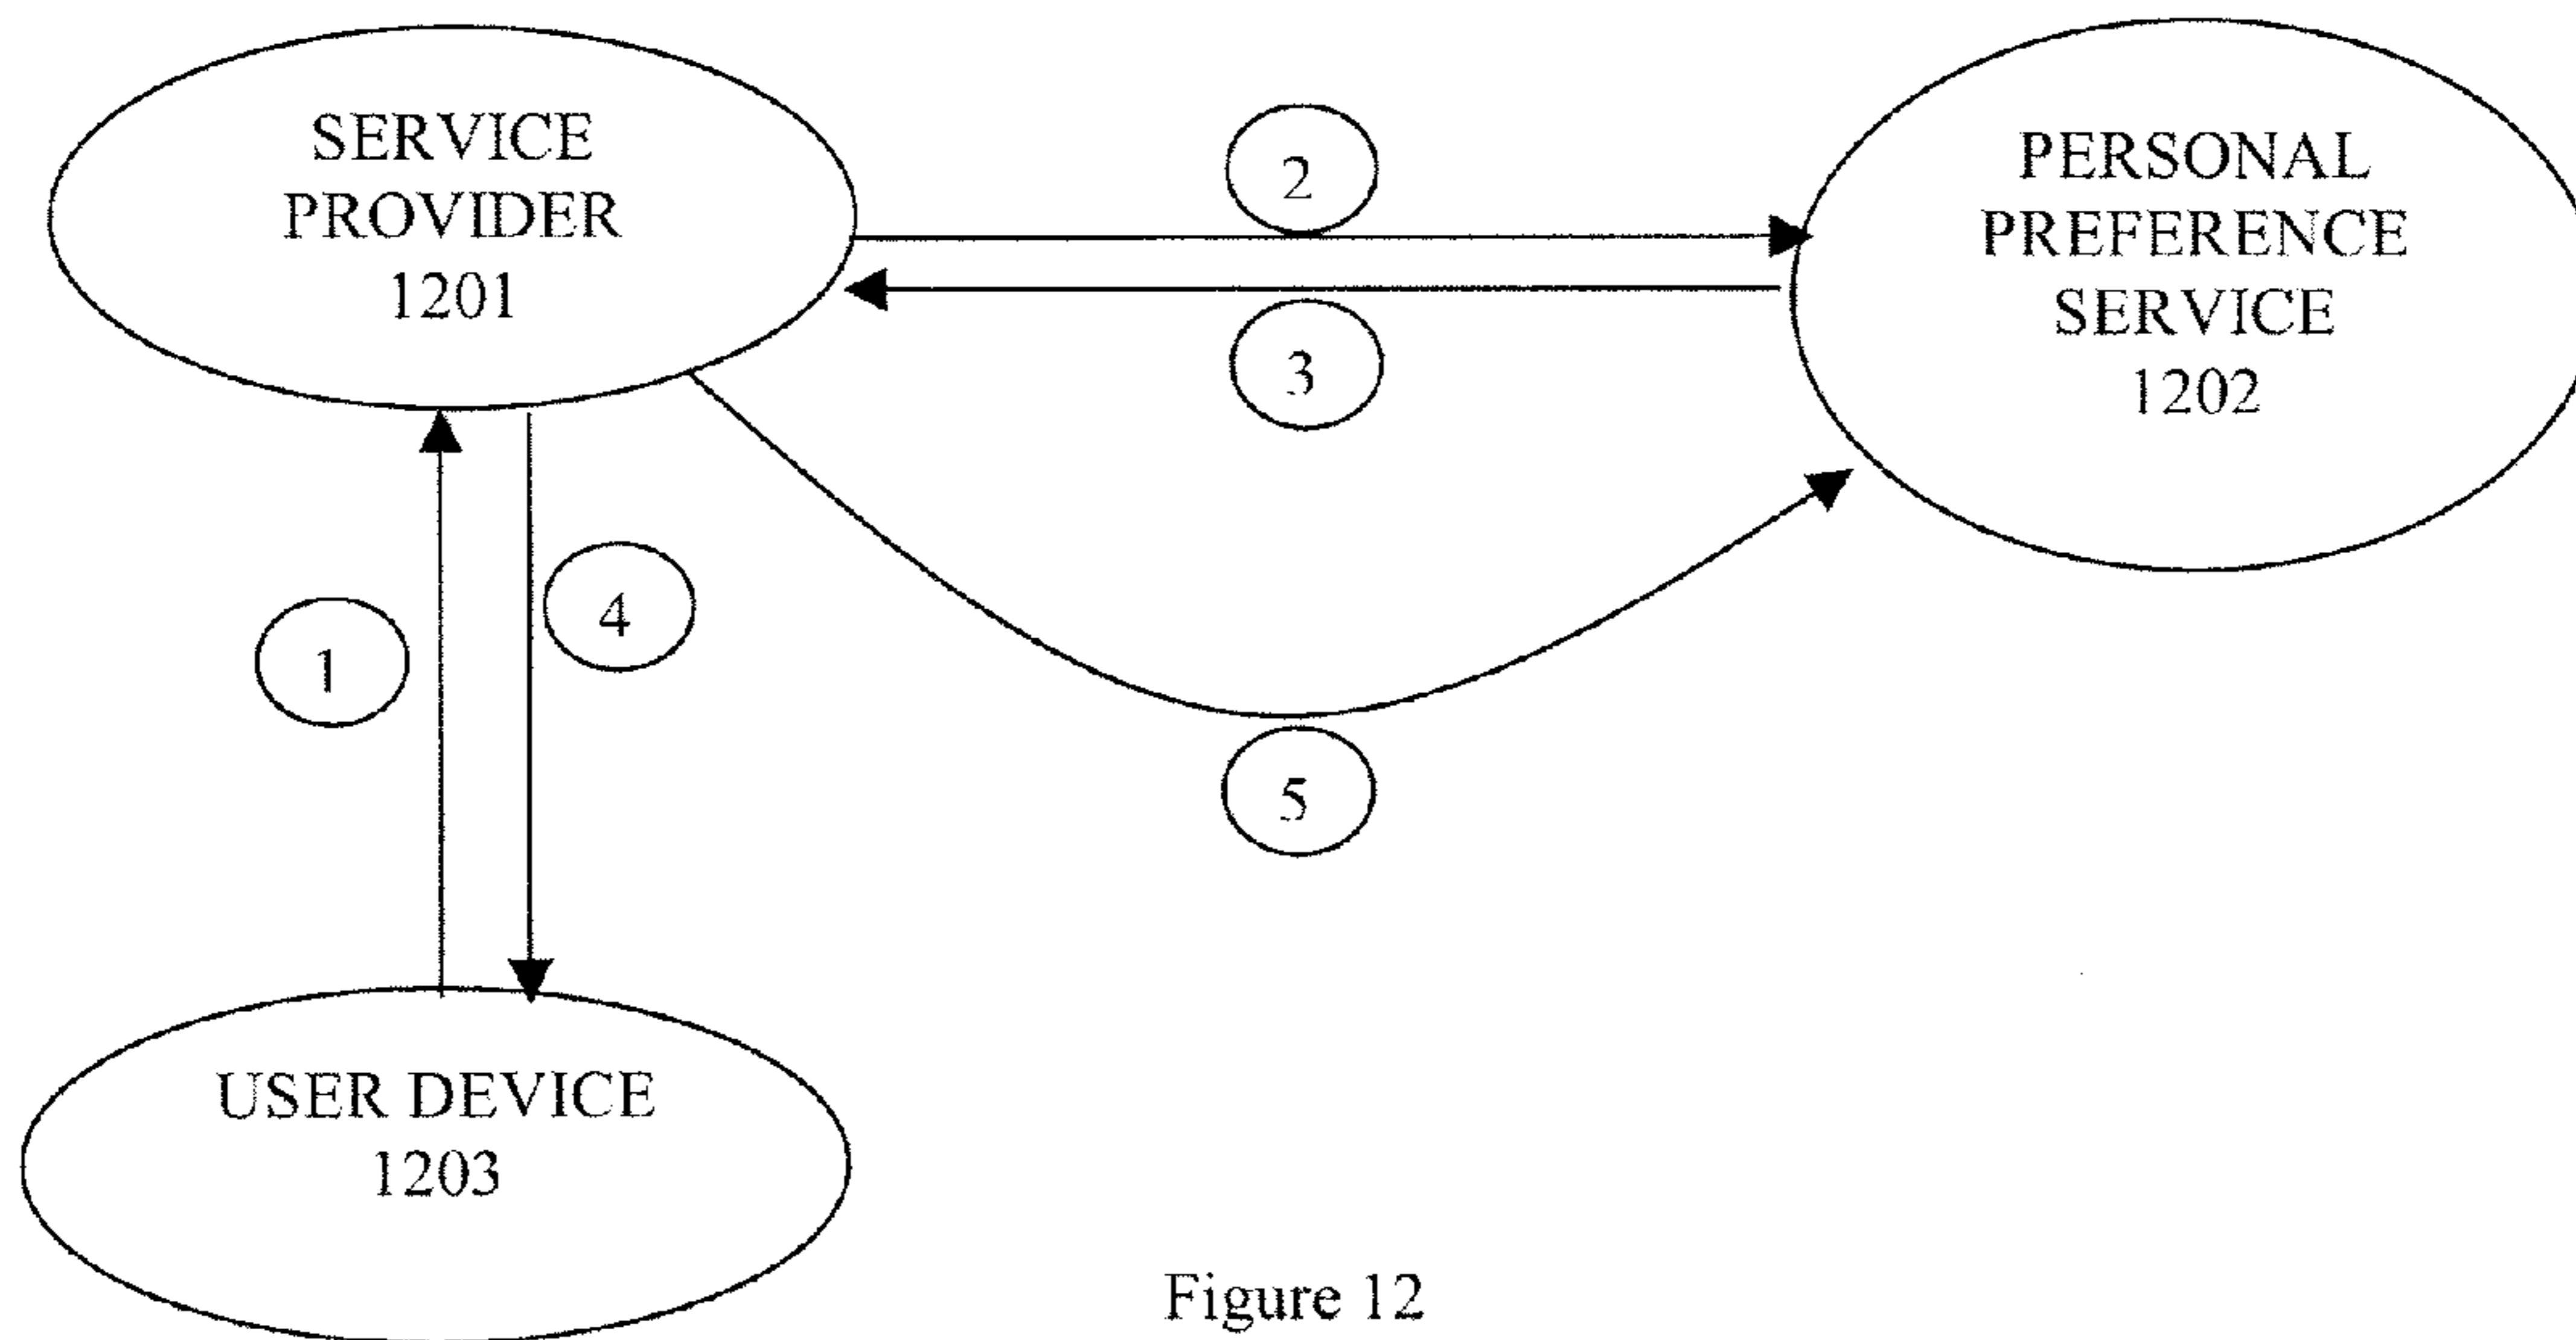 SERVICE
PROVIDER
1201
2
3
PERSONAL
PREFERENCE
SERVICE
1202
1
4
5
USER DEVICE
1203
Figure 12